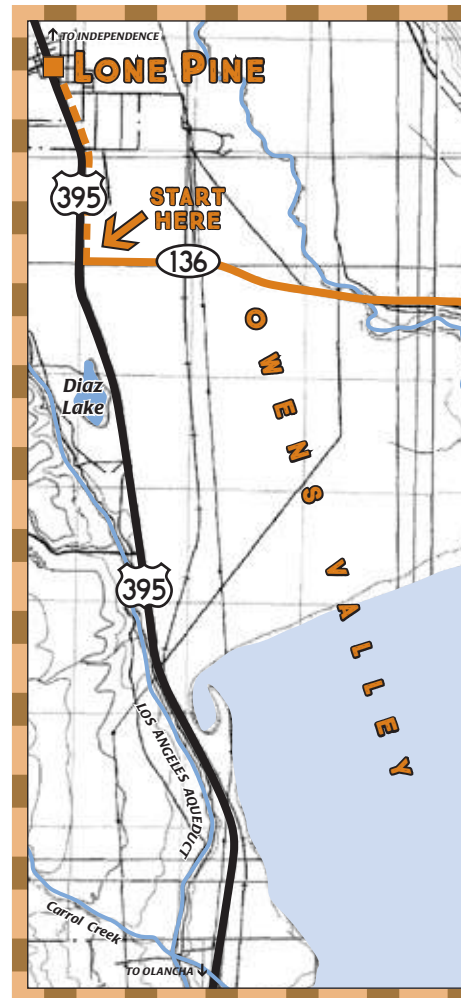 ↑ TO INDEPENDENCE
LONE PINE
395
START
HERE
136
OWENS VALLEY
Diaz
Lake
395
LOS ANGELES AQUEDUCT
Carrol Creek
TO OLANCHA ↓